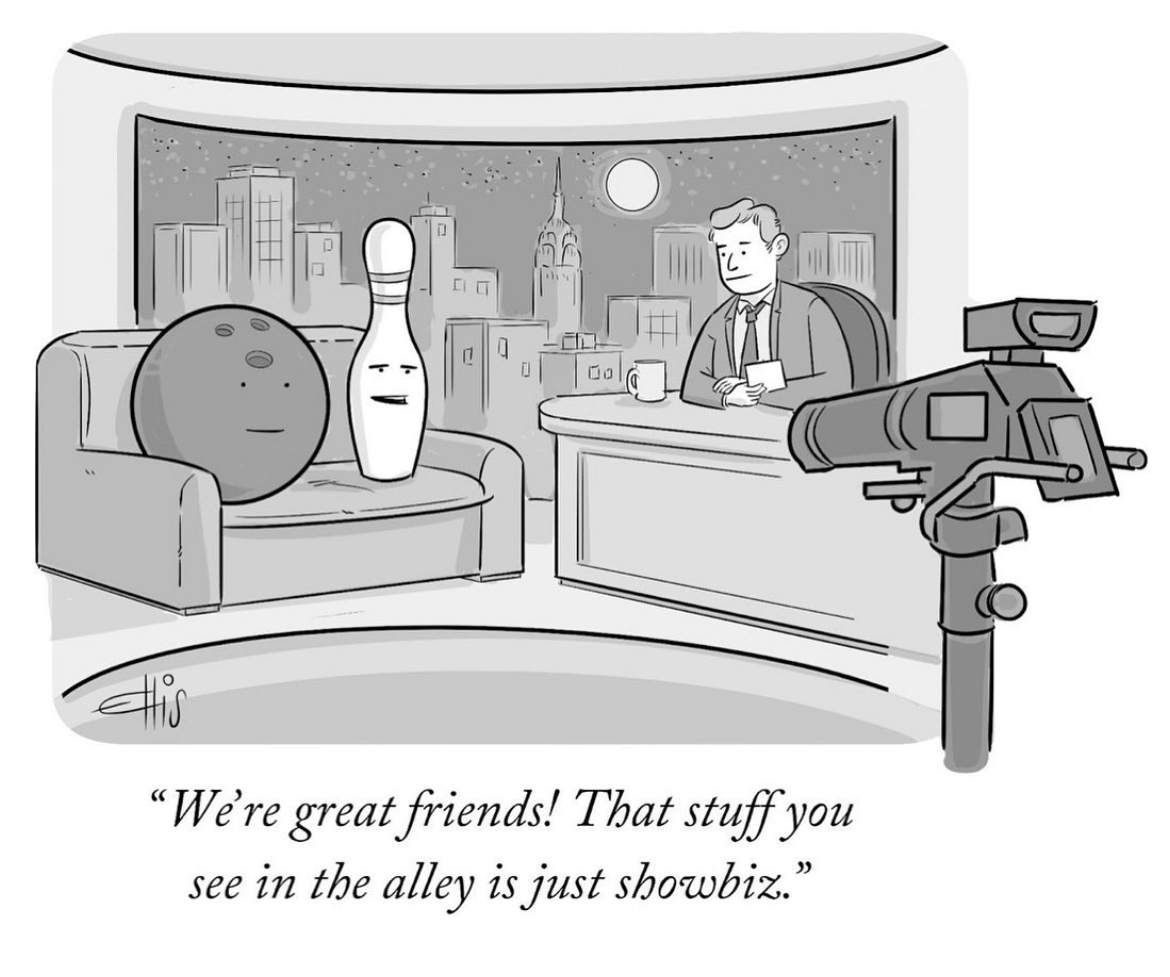 Ellis
“We’re great friends! That stuff you
see in the alley is just showbiz.”